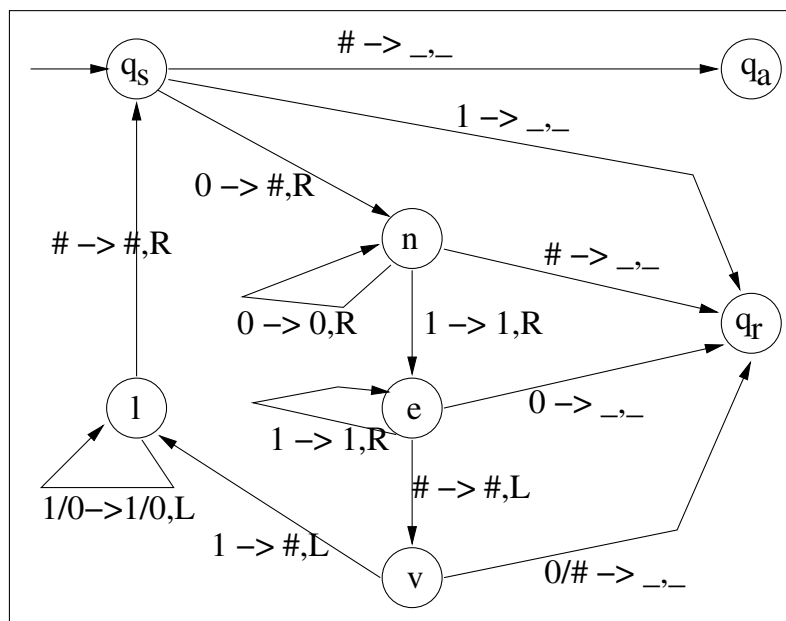 # -> _,_
q_s
q_a
1 -> _,_
0 -> #,R
n
# -> #,R
# -> _,_
q_r
0 -> 0,R
1 -> 1,R
l
e
0 -> _,_
1 -> 1,R
# -> #,L
1/0->1/0,L
1 -> #,L
v
0/# -> _,_